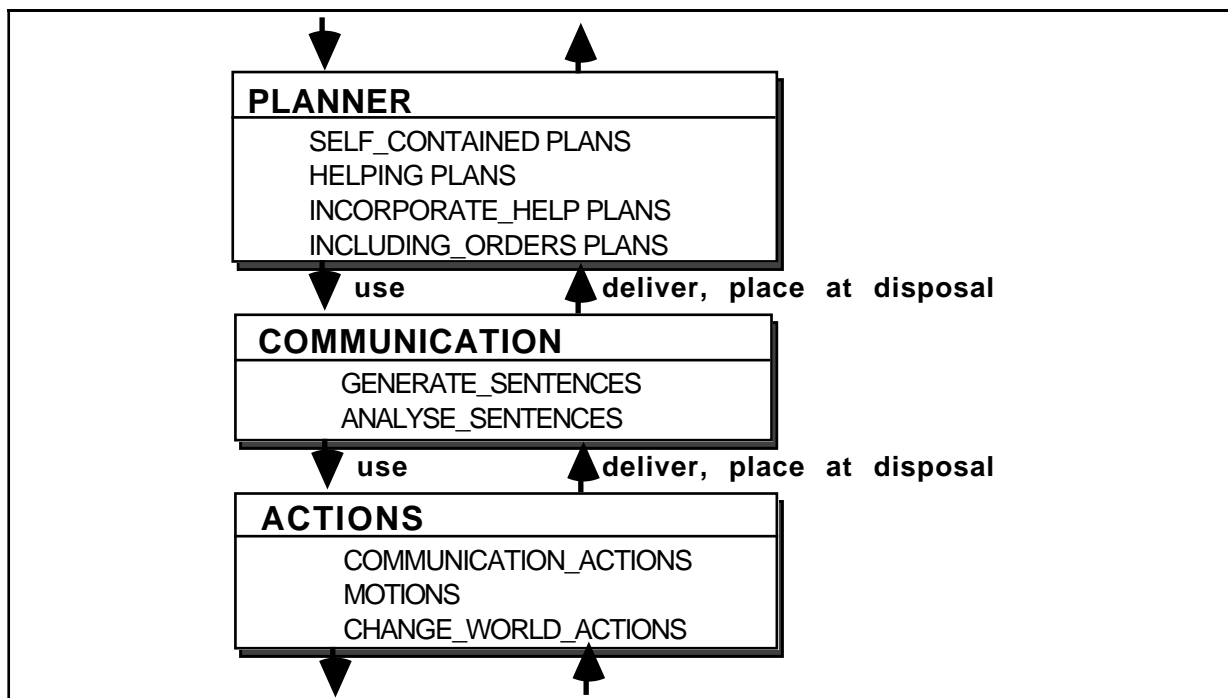 PLANNER
SELF_CONTAINED PLANS
HELPING PLANS
INCORPORATE_HELP PLANS
INCLUDING_ORDERS PLANS
use deliver, place at disposal
COMMUNICATION
GENERATE_SENTENCES
ANALYSE_SENTENCES
use deliver, place at disposal
ACTIONS
COMMUNICATION_ACTIONS
MOTIONS
CHANGE_WORLD_ACTIONS